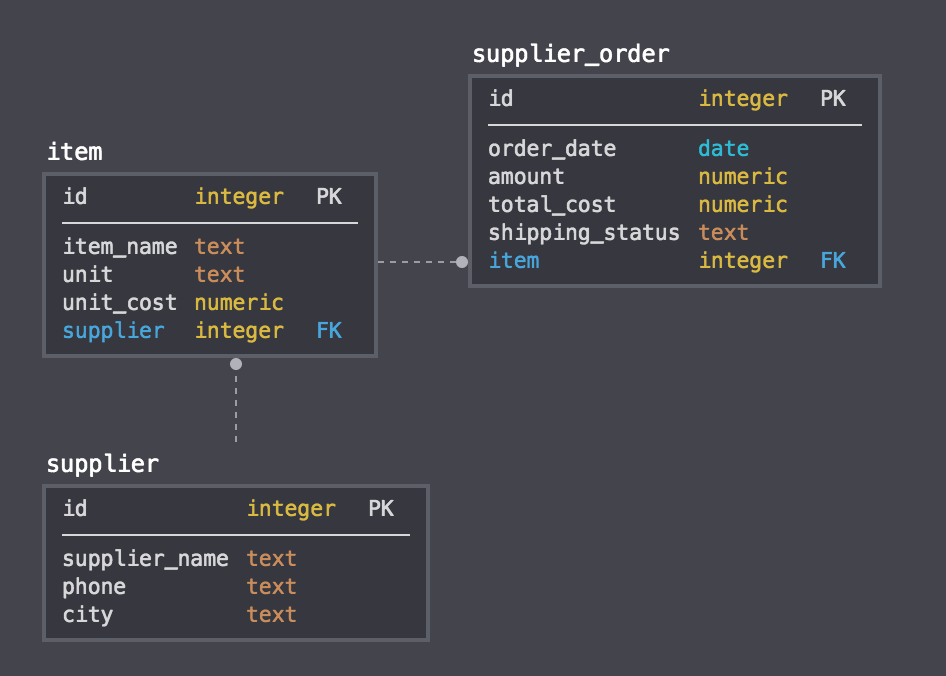 supplier_order
id integer PK
order_date date
amount numeric
total_cost numeric
shipping_status text
item integer FK
item
id integer PK
item_name text
unit text
unit_cost numeric
supplier integer FK
supplier
id integer PK
supplier_name text
phone text
city text